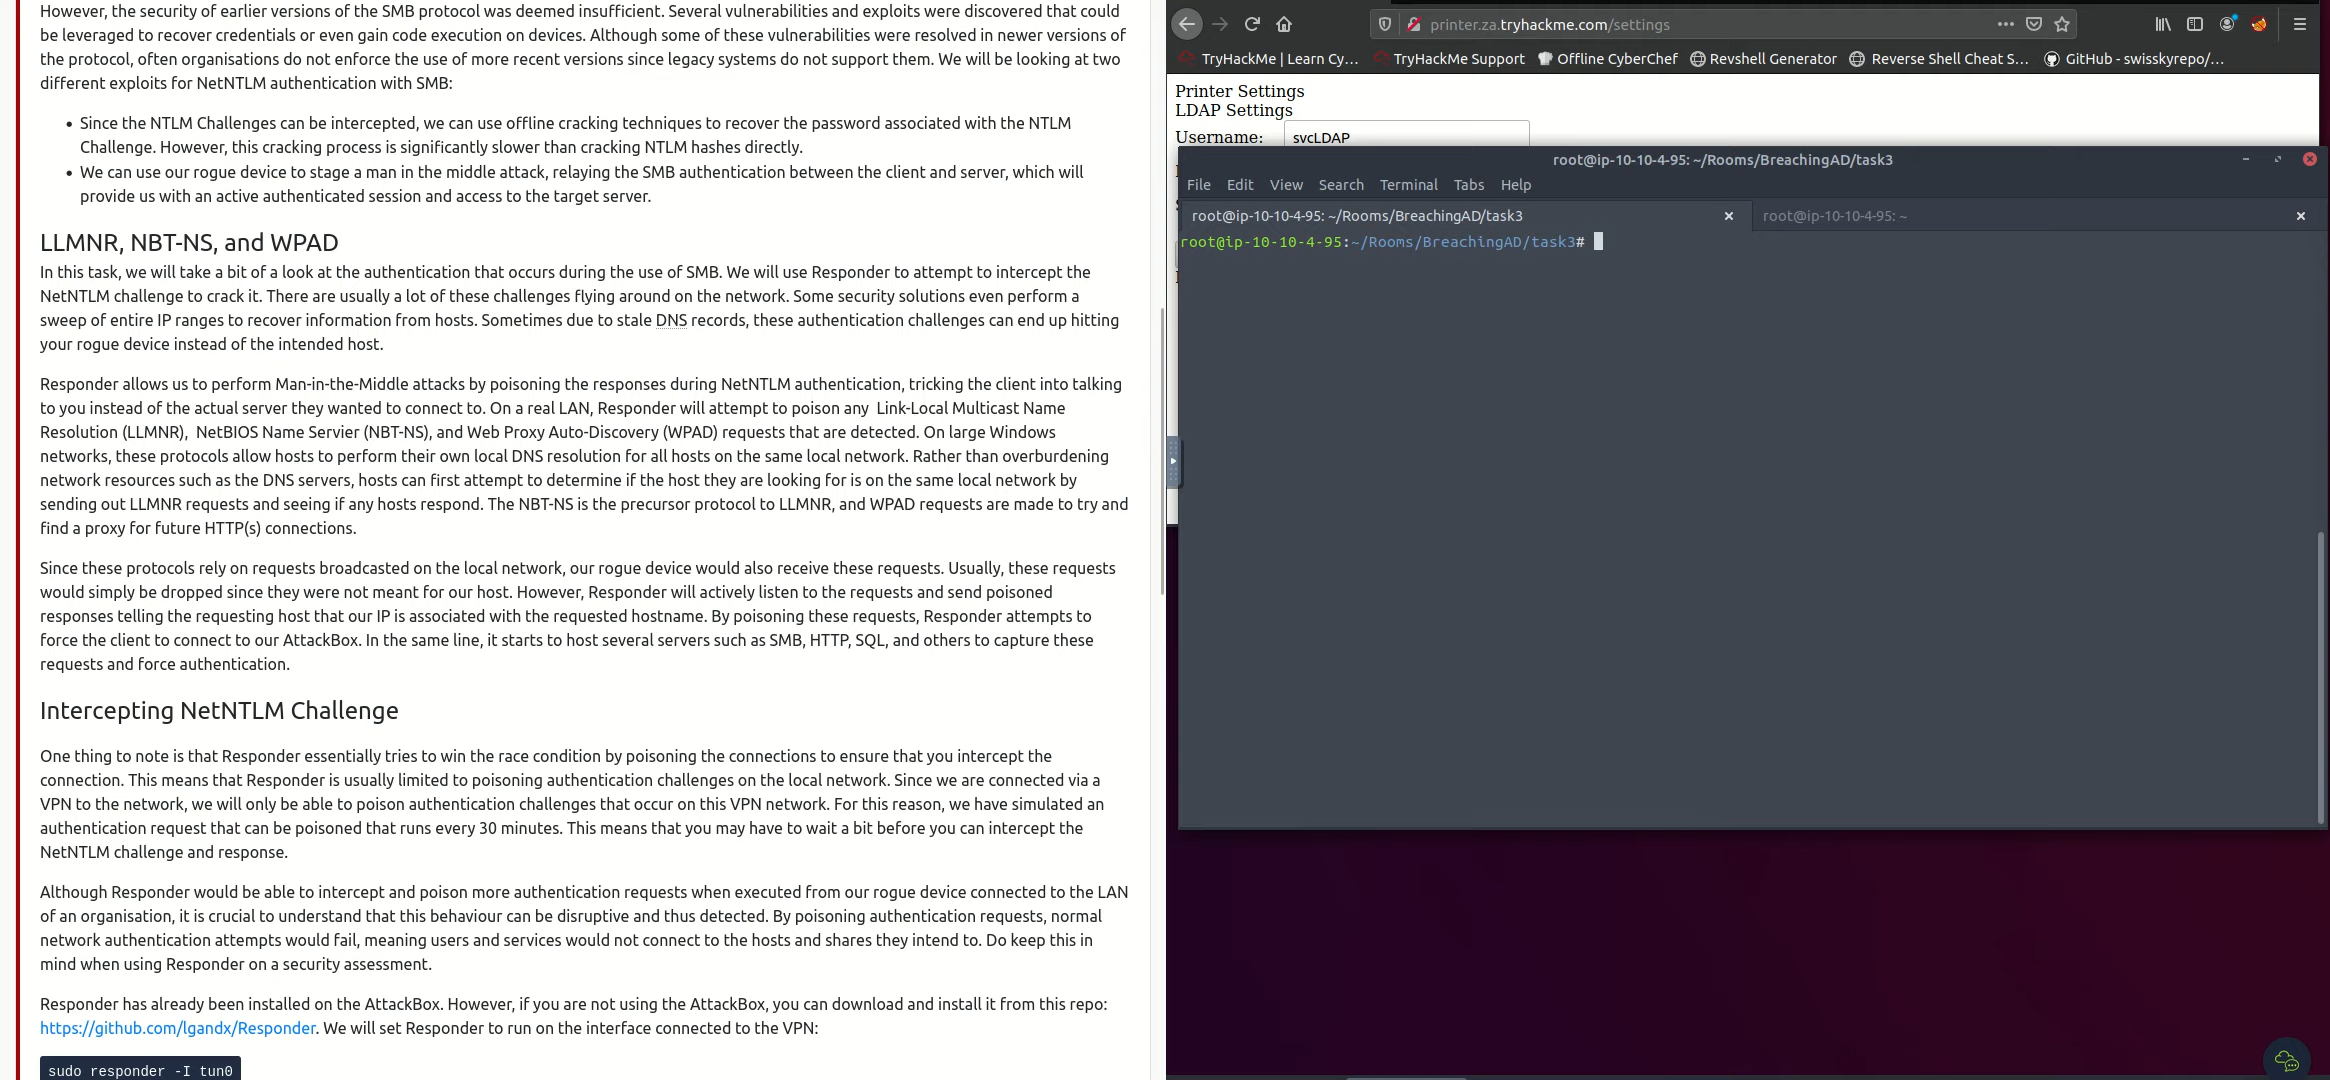 However, the security of earlier versions of the SMB protocol was deemed insufficient. Several vulnerabilities and exploits were discovered that could
be leveraged to recover credentials or even gain code execution on devices. Although some of these vulnerabilities were resolved in newer versions of
the protocol, often organisations do not enforce the use of more recent versions since legacy systems do not support them. We will be looking at two
different exploits for NetNTLM authentication with SMB:
• Since the NTLM Challenges can be intercepted, we can use offline cracking techniques to recover the password associated with the NTLM
Challenge. However, this cracking process is significantly slower than cracking NTLM hashes directly.
• We can use our rogue device to stage a man in the middle attack, relaying the SMB authentication between the client and server, which will
provide us with an active authenticated session and access to the target server.
LLMNR, NBT-NS, and WPAD
In this task, we will take a bit of a look at the authentication that occurs during the use of SMB. We will use Responder to attempt to intercept the
NetNTLM challenge to crack it. There are usually a lot of these challenges flying around on the network. Some security solutions even perform a
sweep of entire IP ranges to recover information from hosts. Sometimes due to stale DNS records, these authentication challenges can end up hitting
your rogue device instead of the intended host.
Responder allows us to perform Man-in-the-Middle attacks by poisoning the responses during NetNTLM authentication, tricking the client into talking
to you instead of the actual server they wanted to connect to. On a real LAN, Responder will attempt to poison any  Link-Local Multicast Name
Resolution (LLMNR),  NetBIOS Name Servier (NBT-NS), and Web Proxy Auto-Discovery (WPAD) requests that are detected. On large Windows
networks, these protocols allow hosts to perform their own local DNS resolution for all hosts on the same local network. Rather than overburdening
network resources such as the DNS servers, hosts can first attempt to determine if the host they are looking for is on the same local network by
sending out LLMNR requests and seeing if any hosts respond. The NBT-NS is the precursor protocol to LLMNR, and WPAD requests are made to try and
find a proxy for future HTTP(s) connections.
Since these protocols rely on requests broadcasted on the local network, our rogue device would also receive these requests. Usually, these requests
would simply be dropped since they were not meant for our host. However, Responder will actively listen to the requests and send poisoned
responses telling the requesting host that our IP is associated with the requested hostname. By poisoning these requests, Responder attempts to
force the client to connect to our AttackBox. In the same line, it starts to host several servers such as SMB, HTTP, SQL, and others to capture these
requests and force authentication.
Intercepting NetNTLM Challenge
One thing to note is that Responder essentially tries to win the race condition by poisoning the connections to ensure that you intercept the
connection. This means that Responder is usually limited to poisoning authentication challenges on the local network. Since we are connected via a
VPN to the network, we will only be able to poison authentication challenges that occur on this VPN network. For this reason, we have simulated an
authentication request that can be poisoned that runs every 30 minutes. This means that you may have to wait a bit before you can intercept the
NetNTLM challenge and response.
Although Responder would be able to intercept and poison more authentication requests when executed from our rogue device connected to the LAN
of an organisation, it is crucial to understand that this behaviour can be disruptive and thus detected. By poisoning authentication requests, normal
network authentication attempts would fail, meaning users and services would not connect to the hosts and shares they intend to. Do keep this in
mind when using Responder on a security assessment.
Responder has already been installed on the AttackBox. However, if you are not using the AttackBox, you can download and install it from this repo:
https://github.com/lgandx/Responder. We will set Responder to run on the interface connected to the VPN:
sudo responder -I tun0
printer.za.tryhackme.com/settings
TryHackMe | Learn Cy... TryHackMe Support Offline CyberChef Revshell Generator Reverse Shell Cheat S... GitHub - swisskyrepo/...
Printer Settings
LDAP Settings
Username: svcLDAP
root@ip-10-10-4-95: ~/Rooms/BreachingAD/task3
File Edit View Search Terminal Tabs Help
root@ip-10-10-4-95: ~/Rooms/BreachingAD/task3 × root@ip-10-10-4-95: ~ ×
root@ip-10-10-4-95:~/Rooms/BreachingAD/task3#